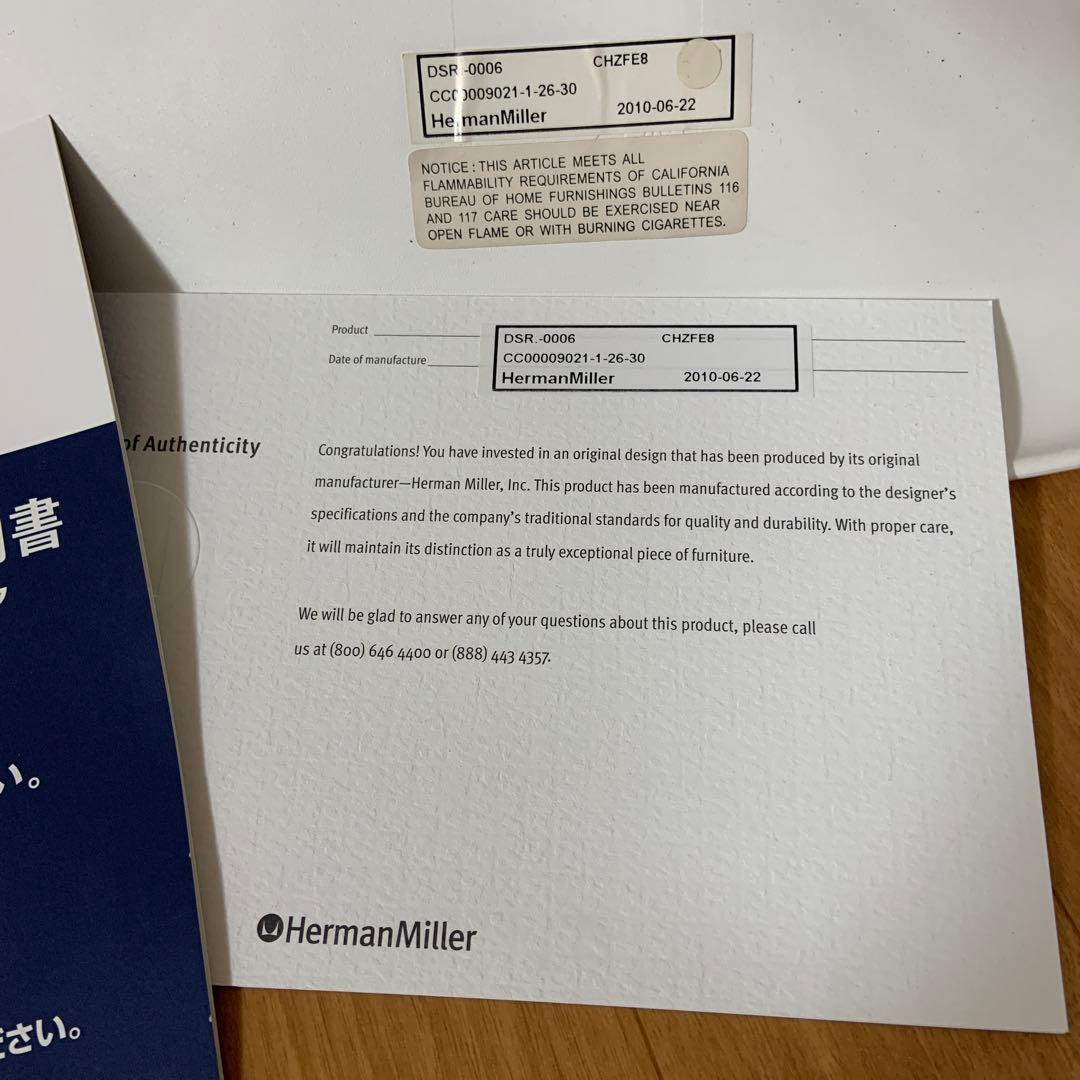 DSR.-0006 CHZFE8
CC00009021-1-26-30
HermanMiller 2010-06-22
NOTICE : THIS ARTICLE MEETS ALL
FLAMMABILITY REQUIREMENTS OF CALIFORNIA
BUREAU OF HOME FURNISHINGS BULLETINS 116
AND 117 CARE SHOULD BE EXERCISED NEAR
OPEN FLAME OR WITH BURNING CIGARETTES.
Product
Date of manufacture
DSR.-0006 CHZFE8
CC00009021-1-26-30
HermanMiller 2010-06-22
of Authenticity
Congratulations! You have invested in an original design that has been produced by its original
manufacturer—Herman Miller, Inc. This product has been manufactured according to the designer's
specifications and the company's traditional standards for quality and durability. With proper care,
it will maintain its distinction as a truly exceptional piece of furniture.
We will be glad to answer any of your questions about this product, please call
us at (800) 646 4400 or (888) 443 4357.
HermanMiller
書
い。
ださい。